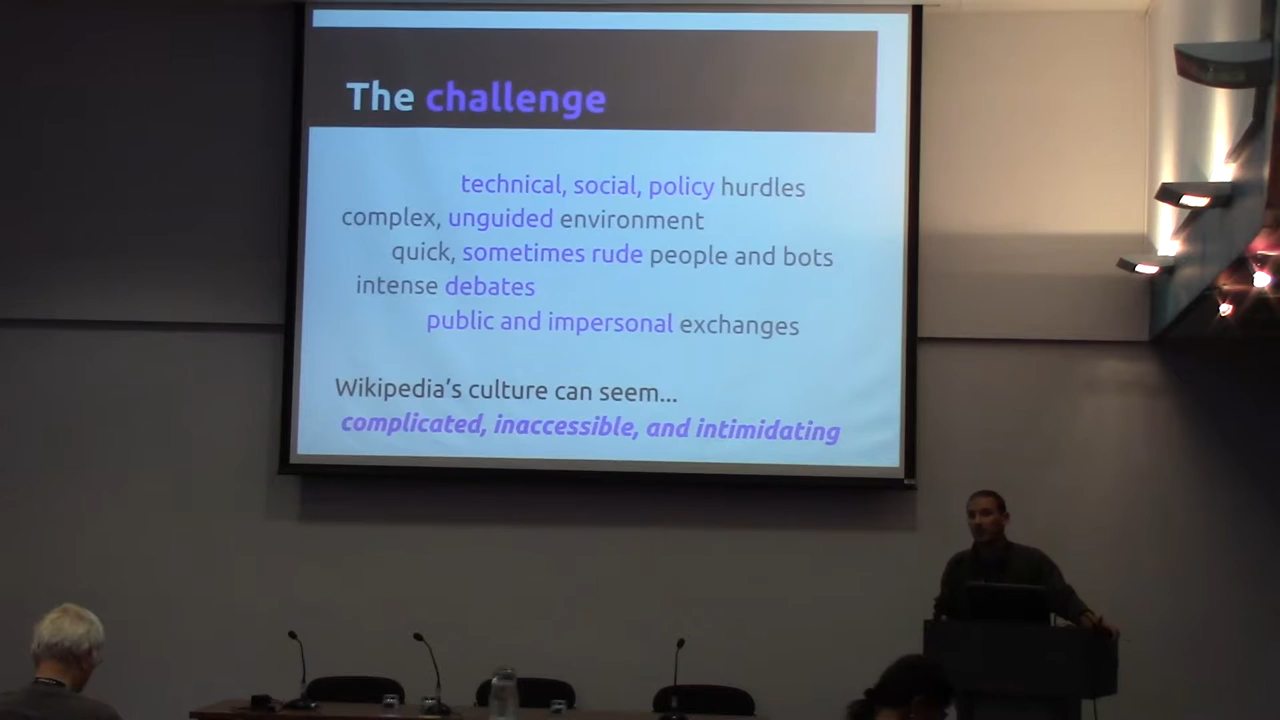 The challenge
technical, social, policy hurdles
complex, unguided environment
quick, sometimes rude people and bots
intense debates
public and impersonal exchanges
Wikipedia's culture can seem...
complicated, inaccessible, and intimidating